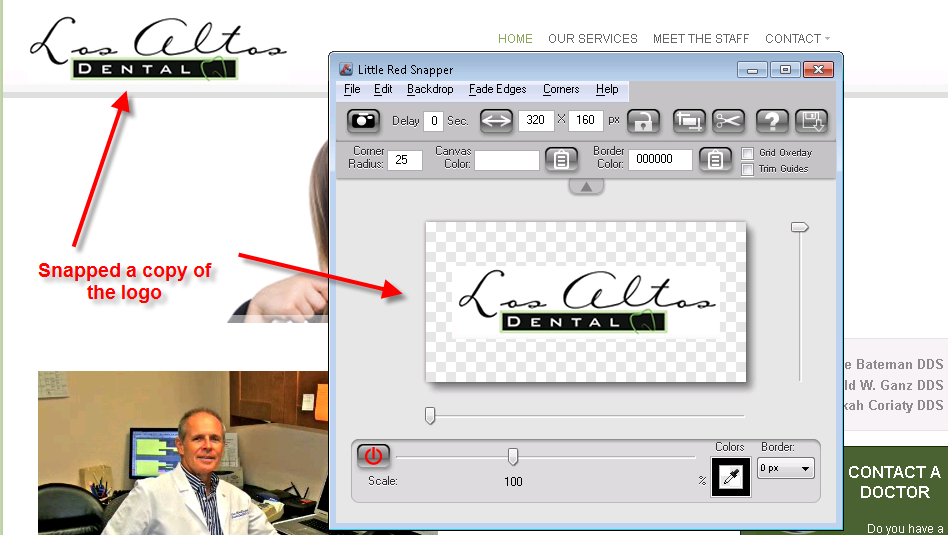 Los Altos
DENTAL
HOME OUR SERVICES MEET THE STAFF CONTACT
Little Red Snapper
File Edit Backdrop Fade Edges Corners Help
Delay 0 Sec. 320 X 160 px ?
Corner Radius: 25 Canvas Color: Border Color: 000000 Grid Overlay
Trim Guides
Snapped a copy of
the logo
Los Altos
DENTAL
e Bateman DDS
ld W. Ganz DDS
kah Coriaty DDS
Scale: 100 % Colors Border:
0 px
CONTACT A
DOCTOR
Do you have a